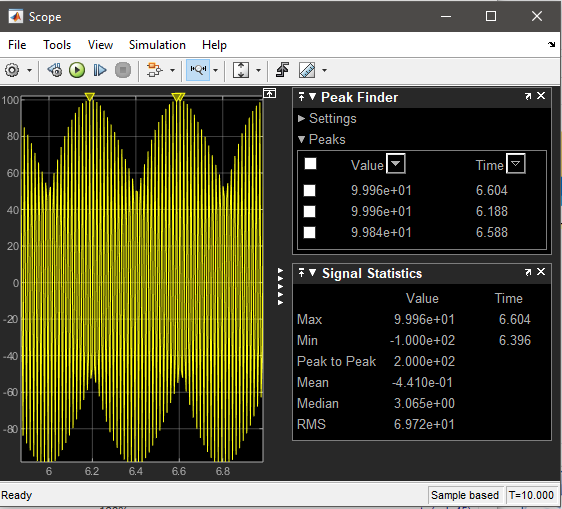 Scope
File Tools View Simulation Help
Peak Finder
Settings
Peaks
Value Time
9.996e+01 6.604
9.996e+01 6.188
9.984e+01 6.588
Signal Statistics
Value Time
Max 9.996e+01 6.604
Min -1.000e+02 6.396
Peak to Peak 2.000e+02
Mean -4.410e-01
Median 3.065e+00
RMS 6.972e+01
100
80
60
40
20
0
-20
-40
-60
-80
6 6.2 6.4 6.6 6.8
Ready Sample based T=10.000